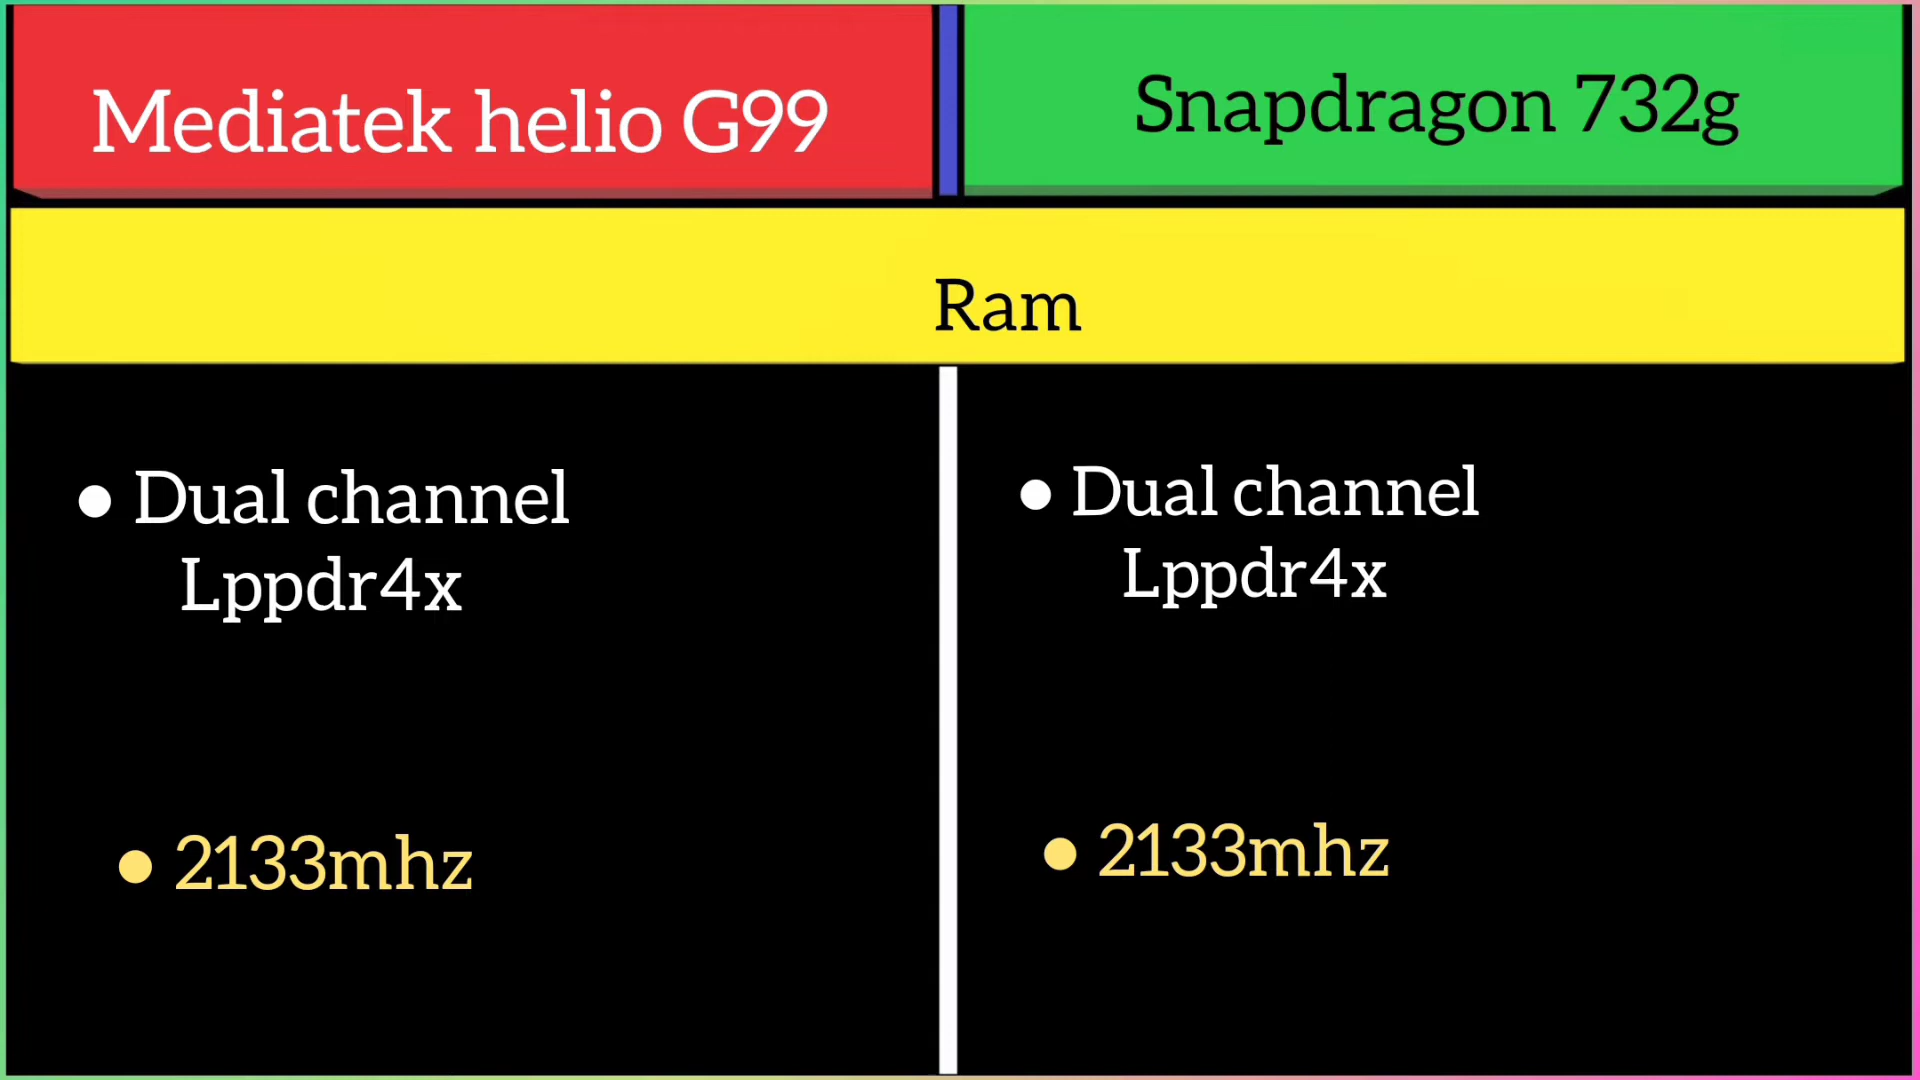 Mediatek helio G99
Snapdragon 732g
Ram
● Dual channel
Lppdr4x
● 2133mhz
● Dual channel
Lppdr4x
● 2133mhz